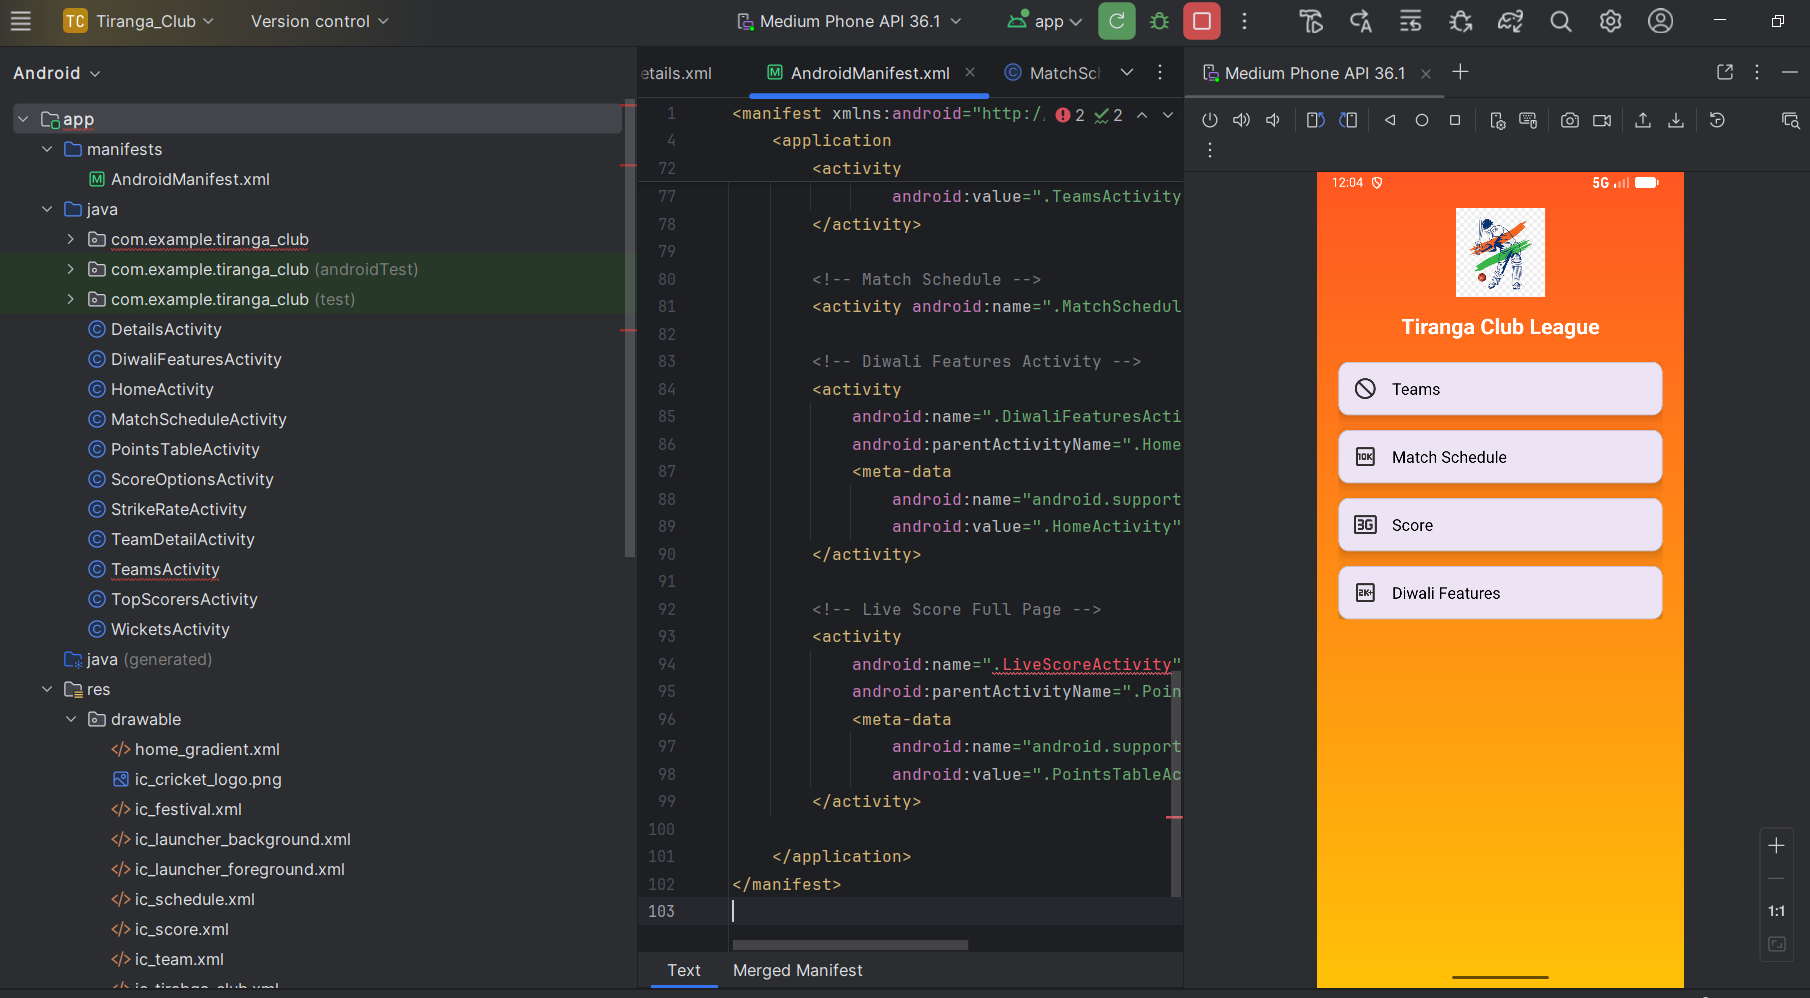 TC Tiranga_Club Version control Medium Phone API 36.1 app
Android
app
manifests
AndroidManifest.xml
java
com.example.tiranga_club
com.example.tiranga_club (androidTest)
com.example.tiranga_club (test)
DetailsActivity
DiwaliFeaturesActivity
HomeActivity
MatchScheduleActivity
PointsTableActivity
ScoreOptionsActivity
StrikeRateActivity
TeamDetailActivity
TeamsActivity
TopScorersActivity
WicketsActivity
java (generated)
res
drawable
home_gradient.xml
ic_cricket_logo.png
ic_festival.xml
ic_launcher_background.xml
ic_launcher_foreground.xml
ic_schedule.xml
ic_score.xml
ic_team.xml
etails.xml AndroidManifest.xml MatchSc
1 <manifest xmlns:android="http:/ 2 2
4 <application
72 <activity
77 android:value=".TeamsActivity
78 </activity>
79
80 <!-- Match Schedule -->
81 <activity android:name=".MatchSchedul
82
83 <!-- Diwali Features Activity -->
84 <activity
85 android:name=".DiwaliFeaturesActi
86 android:parentActivityName=".Home
87 <meta-data
88 android:name="android.support
89 android:value=".HomeActivity"
90 </activity>
91
92 <!-- Live Score Full Page -->
93 <activity
94 android:name=".LiveScoreActivity"
95 android:parentActivityName=".Poin
96 <meta-data
97 android:name="android.support
98 android:value=".PointsTableAc
99 </activity>
100
101 </application>
102 </manifest>
103
Text Merged Manifest
Medium Phone API 36.1
12:04 5G
Tiranga Club League
Teams
10K Match Schedule
3G Score
2K+ Diwali Features
1:1